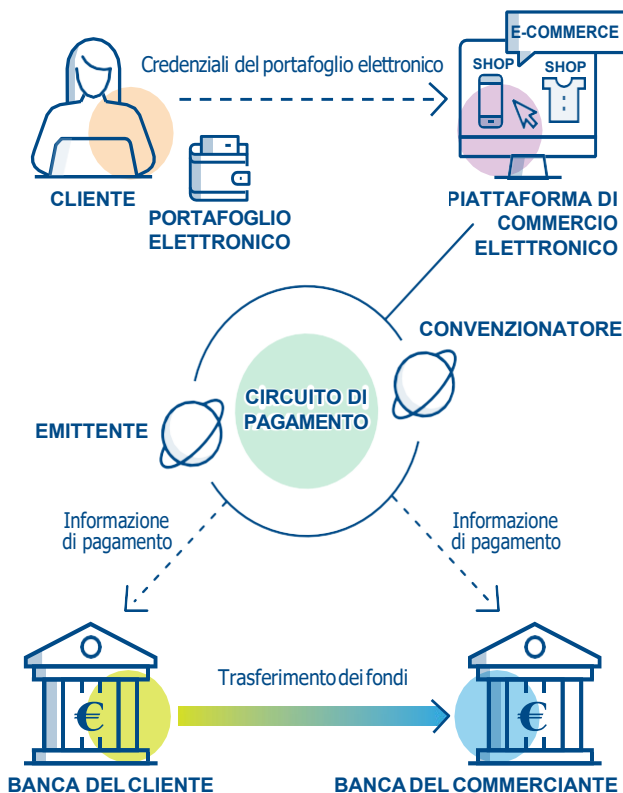 E-COMMERCE
Credenziali del portafoglio elettronico
SHOP
SHOP
CLIENTE
PORTAFOGLIO
ELETTRONICO
PIATTAFORMA DI
COMMERCIO
ELETTRONICO
CONVENZIONATORE
CIRCUITO DI
PAGAMENTO
EMITTENTE
Informazione
di pagamento
Informazione
di pagamento
Trasferimento dei fondi
€
€
BANCA DEL CLIENTE
BANCA DEL COMMERCIANTE